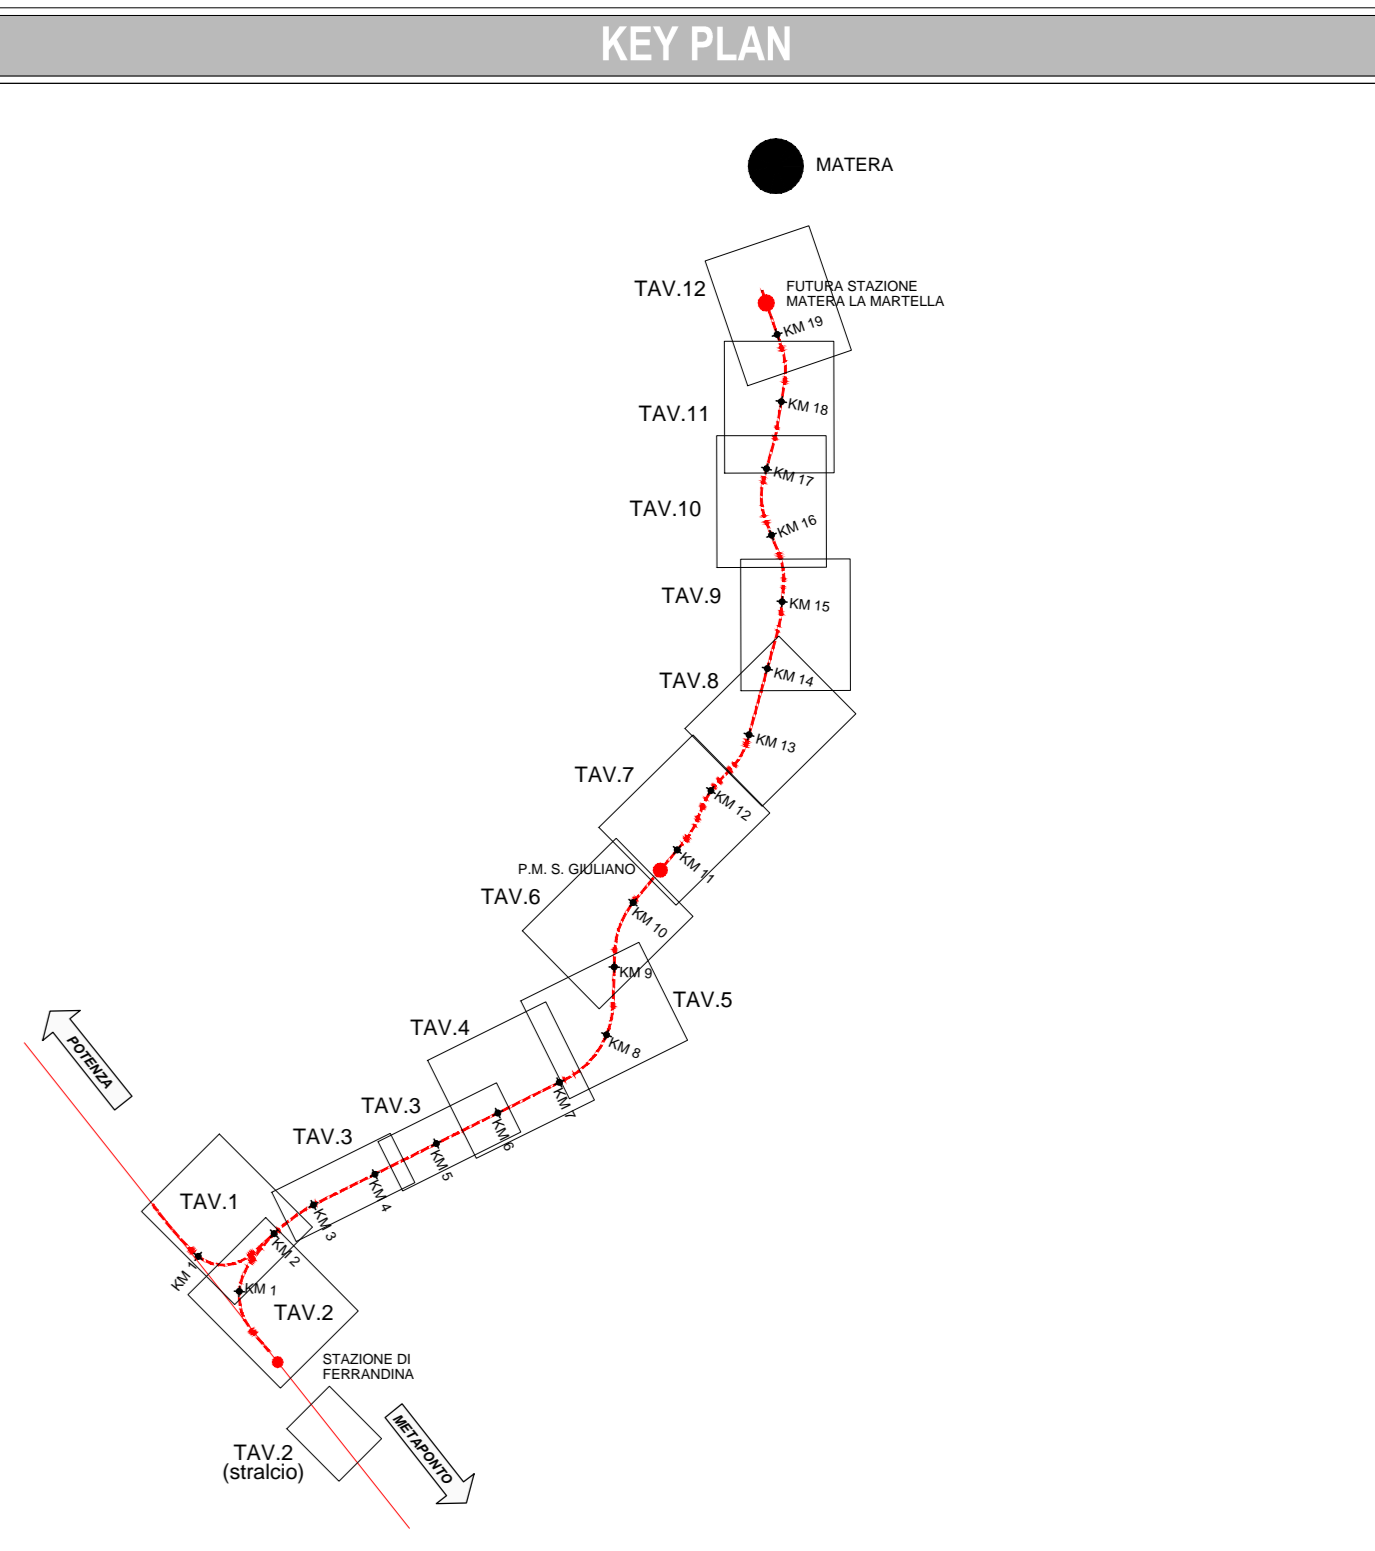 KEY PLAN
MATERA
TAV.12
FUTURA STAZIONE
MATERA LA MARTELLA
KM 19
TAV.11
KM 18
KM 17
TAV.10
KM 16
TAV.9
KM 15
TAV.8
KM 14
KM 13
TAV.7
KM 12
P.M. S. GIULIANO
KM 11
TAV.6
KM 10
KM 9
TAV.5
TAV.4
KM 8
POTENZA
KM 7
TAV.3
KM 6
TAV.3
KM 5
KM 4
TAV.1
KM 3
KM 2
KM 1
KM 1
TAV.2
STAZIONE DI
FERRANDINA
METAPONTO
TAV.2
(stralcio)